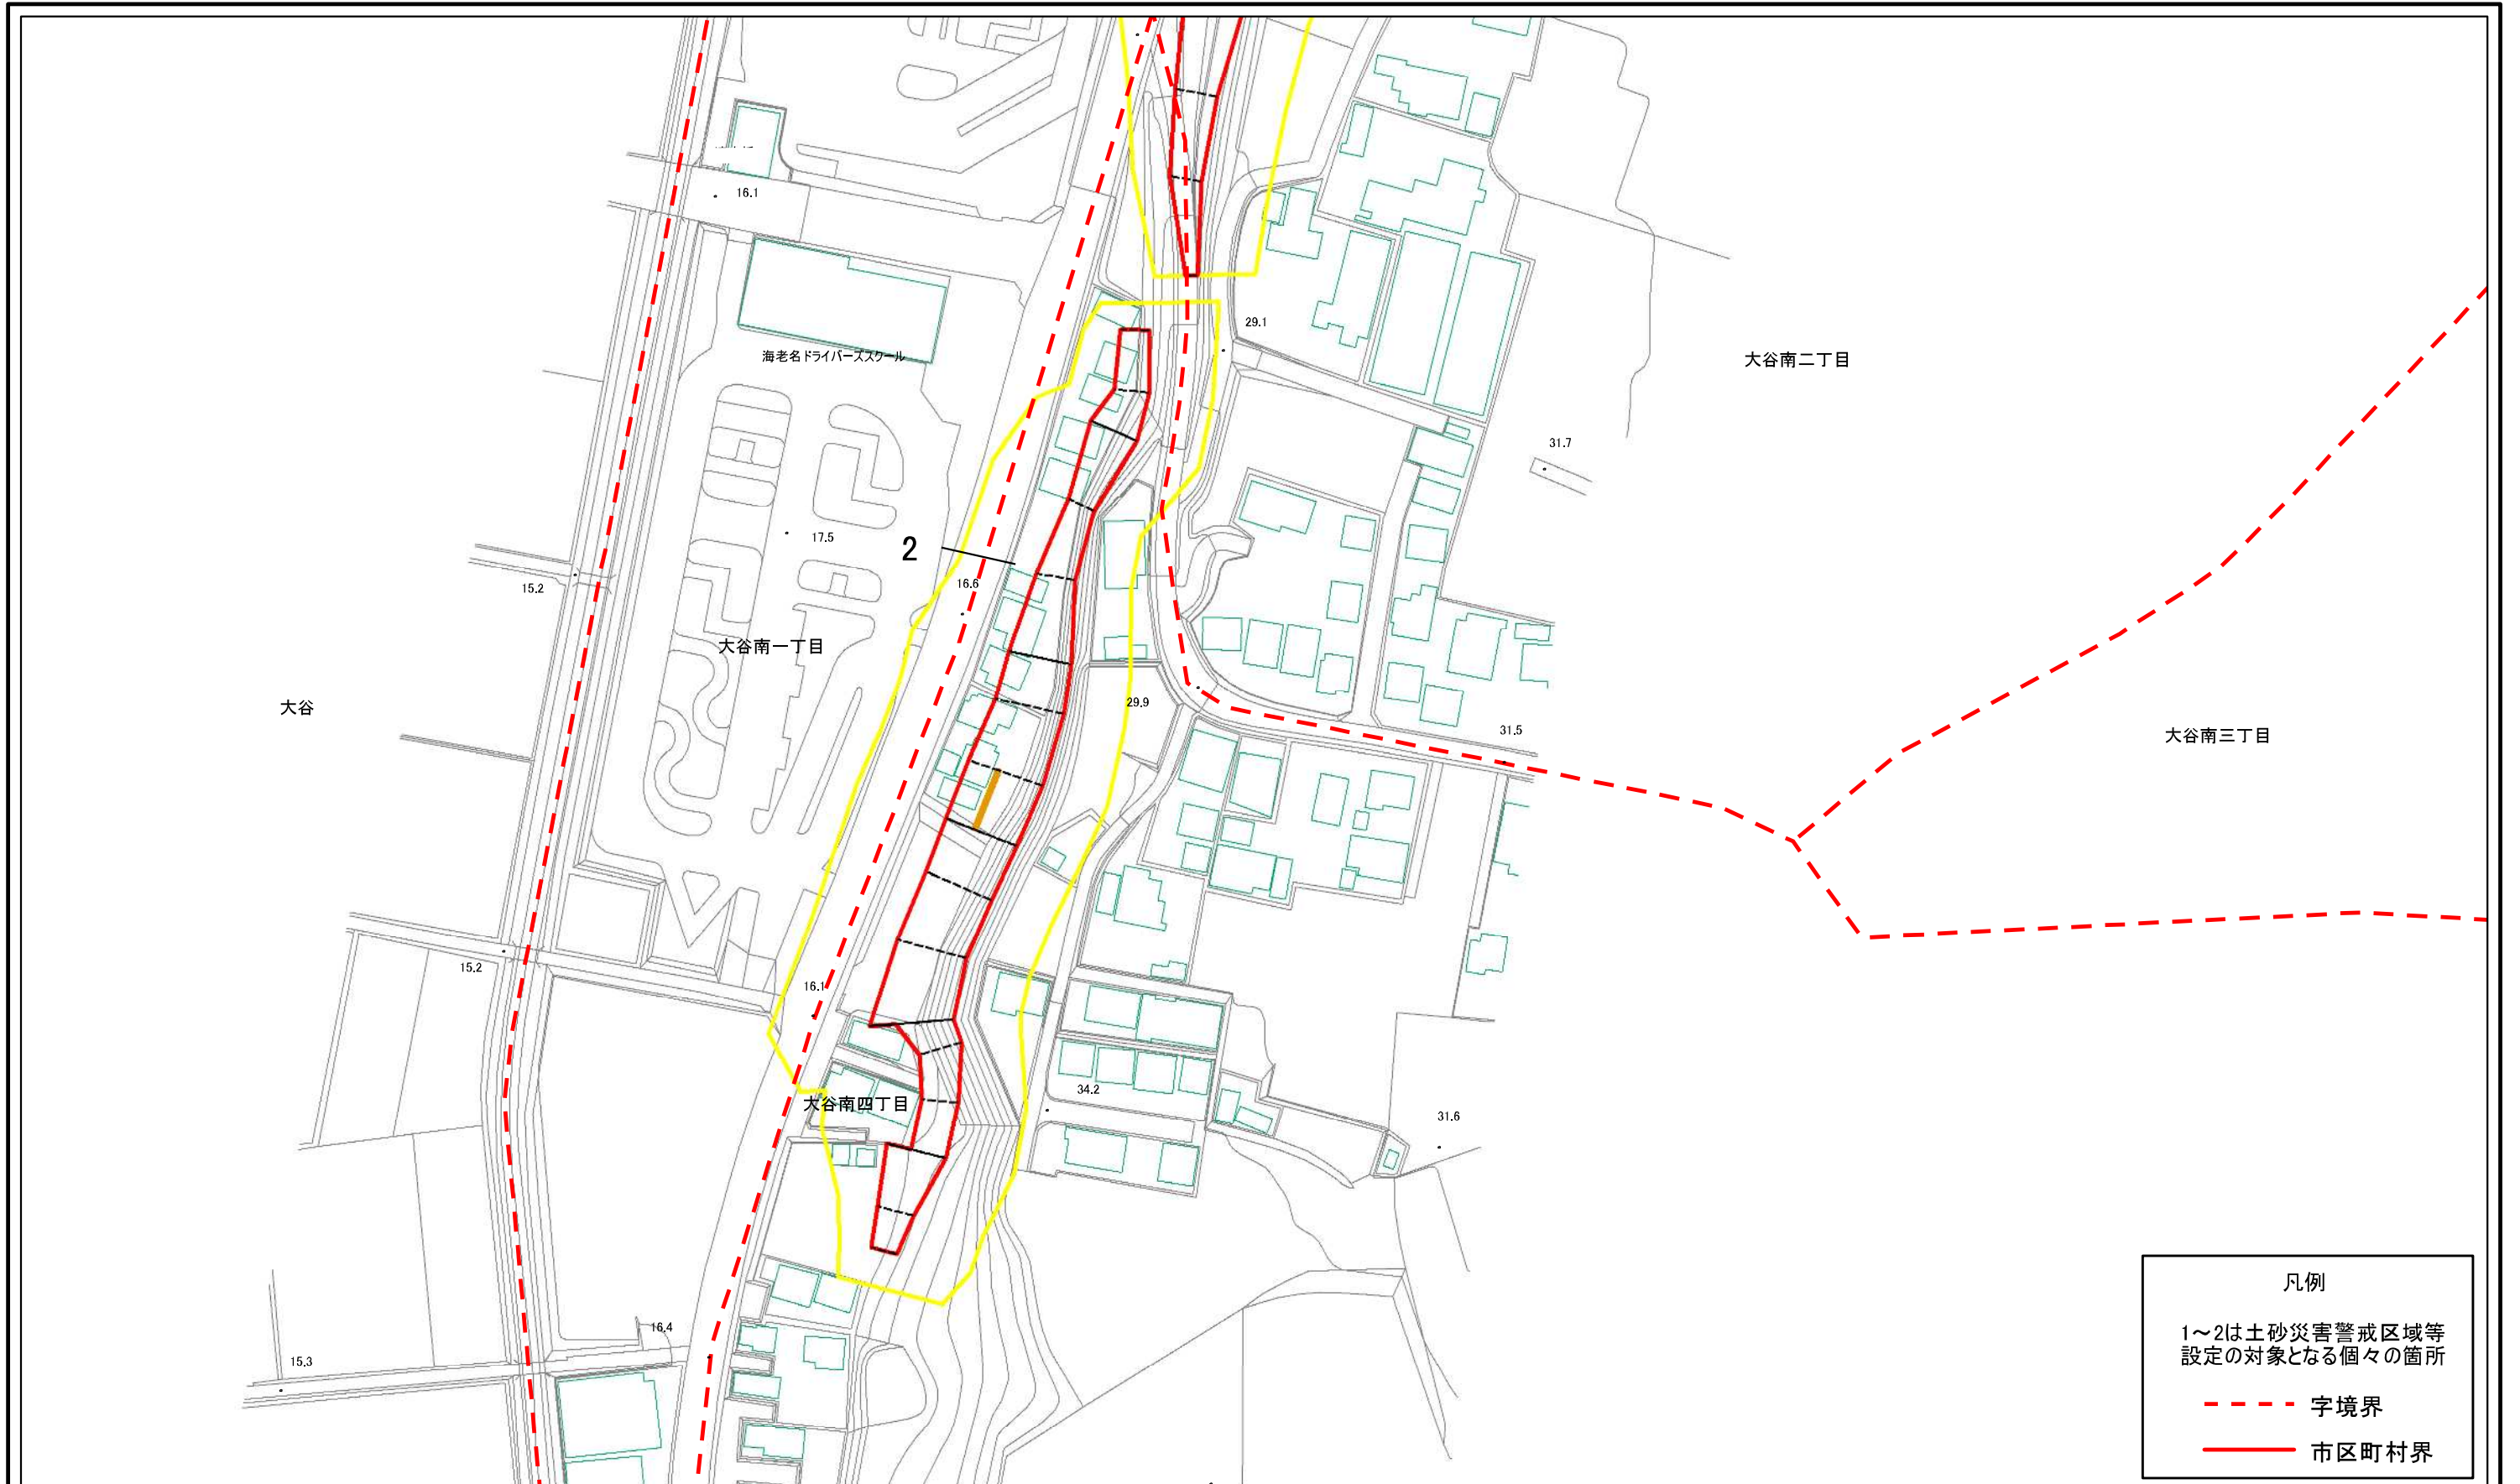 16.1
29.1
海老名ドライバーズスクール
大谷南二丁目
31.7
17.5
2
16.6
15.2
大谷南一丁目
大谷
29.9
31.5
大谷南三丁目
15.2
16.1
34.2
大谷南四丁目
31.6
凡例
1～2は土砂災害警戒区域等
設定の対象となる個々の箇所
字境界
市区町村界
16.4
15.3